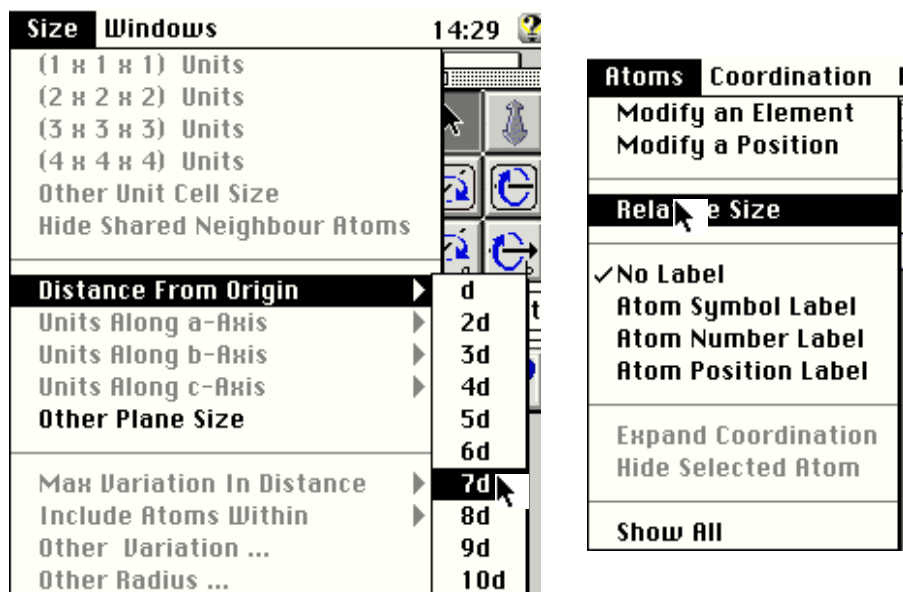 Size Windows 14:29
(1 x 1 x 1) Units
(2 x 2 x 2) Units
(3 x 3 x 3) Units
(4 x 4 x 4) Units
Other Unit Cell Size
Hide Shared Neighbour Atoms
Distance From Origin
Units Along a-Axis
Units Along b-Axis
Units Along c-Axis
Other Plane Size
Max Variation In Distance
Include Atoms Within
Other Variation ...
Other Radius ...
d
2d
3d
4d
5d
6d
7d
8d
9d
10d
Atoms Coordination
Modify an Element
Modify a Position
Rela e Size
✓No Label
Atom Symbol Label
Atom Number Label
Atom Position Label
Expand Coordination
Hide Selected Atom
Show All